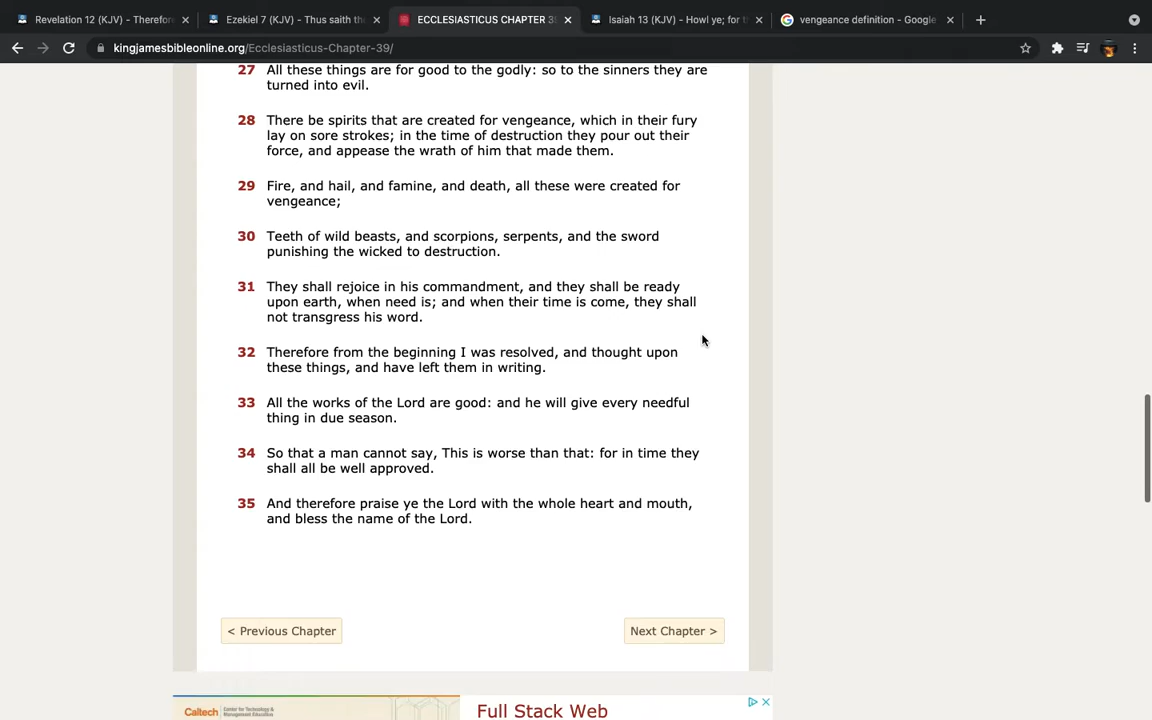 Revelation 12 (KJV) - Therefor
Ezekiel 7 (KJV) - Thus saith th
ECCLESIASTICUS CHAPTER 39
Isaiah 13 (KJV) - Howl ye; for t
vengeance definition - Google
kingjamesbibleonline.org/Ecclesiasticus-Chapter-39/
27 All these things are for good to the godly: so to the sinners they are
turned into evil.
28 There be spirits that are created for vengeance, which in their fury
lay on sore strokes; in the time of destruction they pour out their
force, and appease the wrath of him that made them.
29 Fire, and hail, and famine, and death, all these were created for
vengeance;
30 Teeth of wild beasts, and scorpions, serpents, and the sword
punishing the wicked to destruction.
31 They shall rejoice in his commandment, and they shall be ready
upon earth, when need is; and when their time is come, they shall
not transgress his word.
32 Therefore from the beginning I was resolved, and thought upon
these things, and have left them in writing.
33 All the works of the Lord are good: and he will give every needful
thing in due season.
34 So that a man cannot say, This is worse than that: for in time they
shall all be well approved.
35 And therefore praise ye the Lord with the whole heart and mouth,
and bless the name of the Lord.
< Previous Chapter
Next Chapter >
Caltech
Center for Technology &
Management Education
Full Stack Web